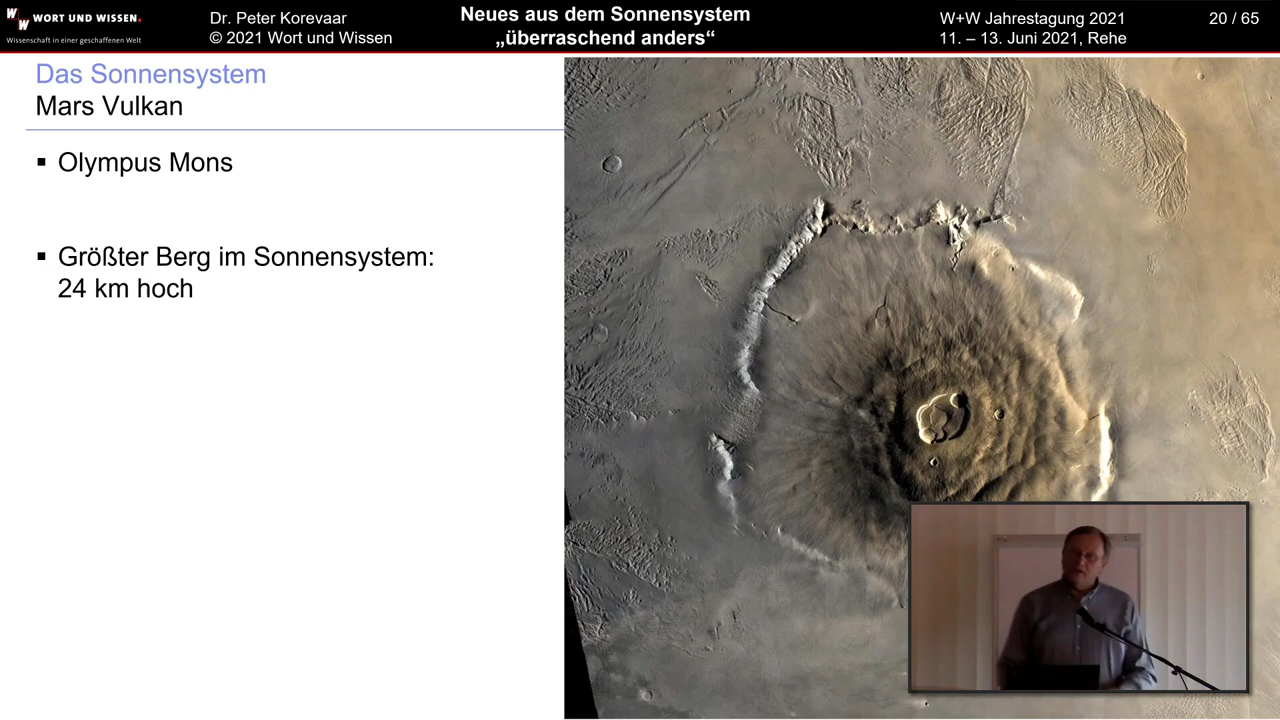 W W WORT UND WISSEN.
Wissenschaft in einer geschaffenen Welt
Dr. Peter Korevaar
© 2021 Wort und Wissen
Neues aus dem Sonnensystem
„überraschend anders“
W+W Jahrestagung 2021
11. – 13. Juni 2021, Rehe
20 / 65
Das Sonnensystem
Mars Vulkan
▪ Olympus Mons
▪ Größter Berg im Sonnensystem:
24 km hoch